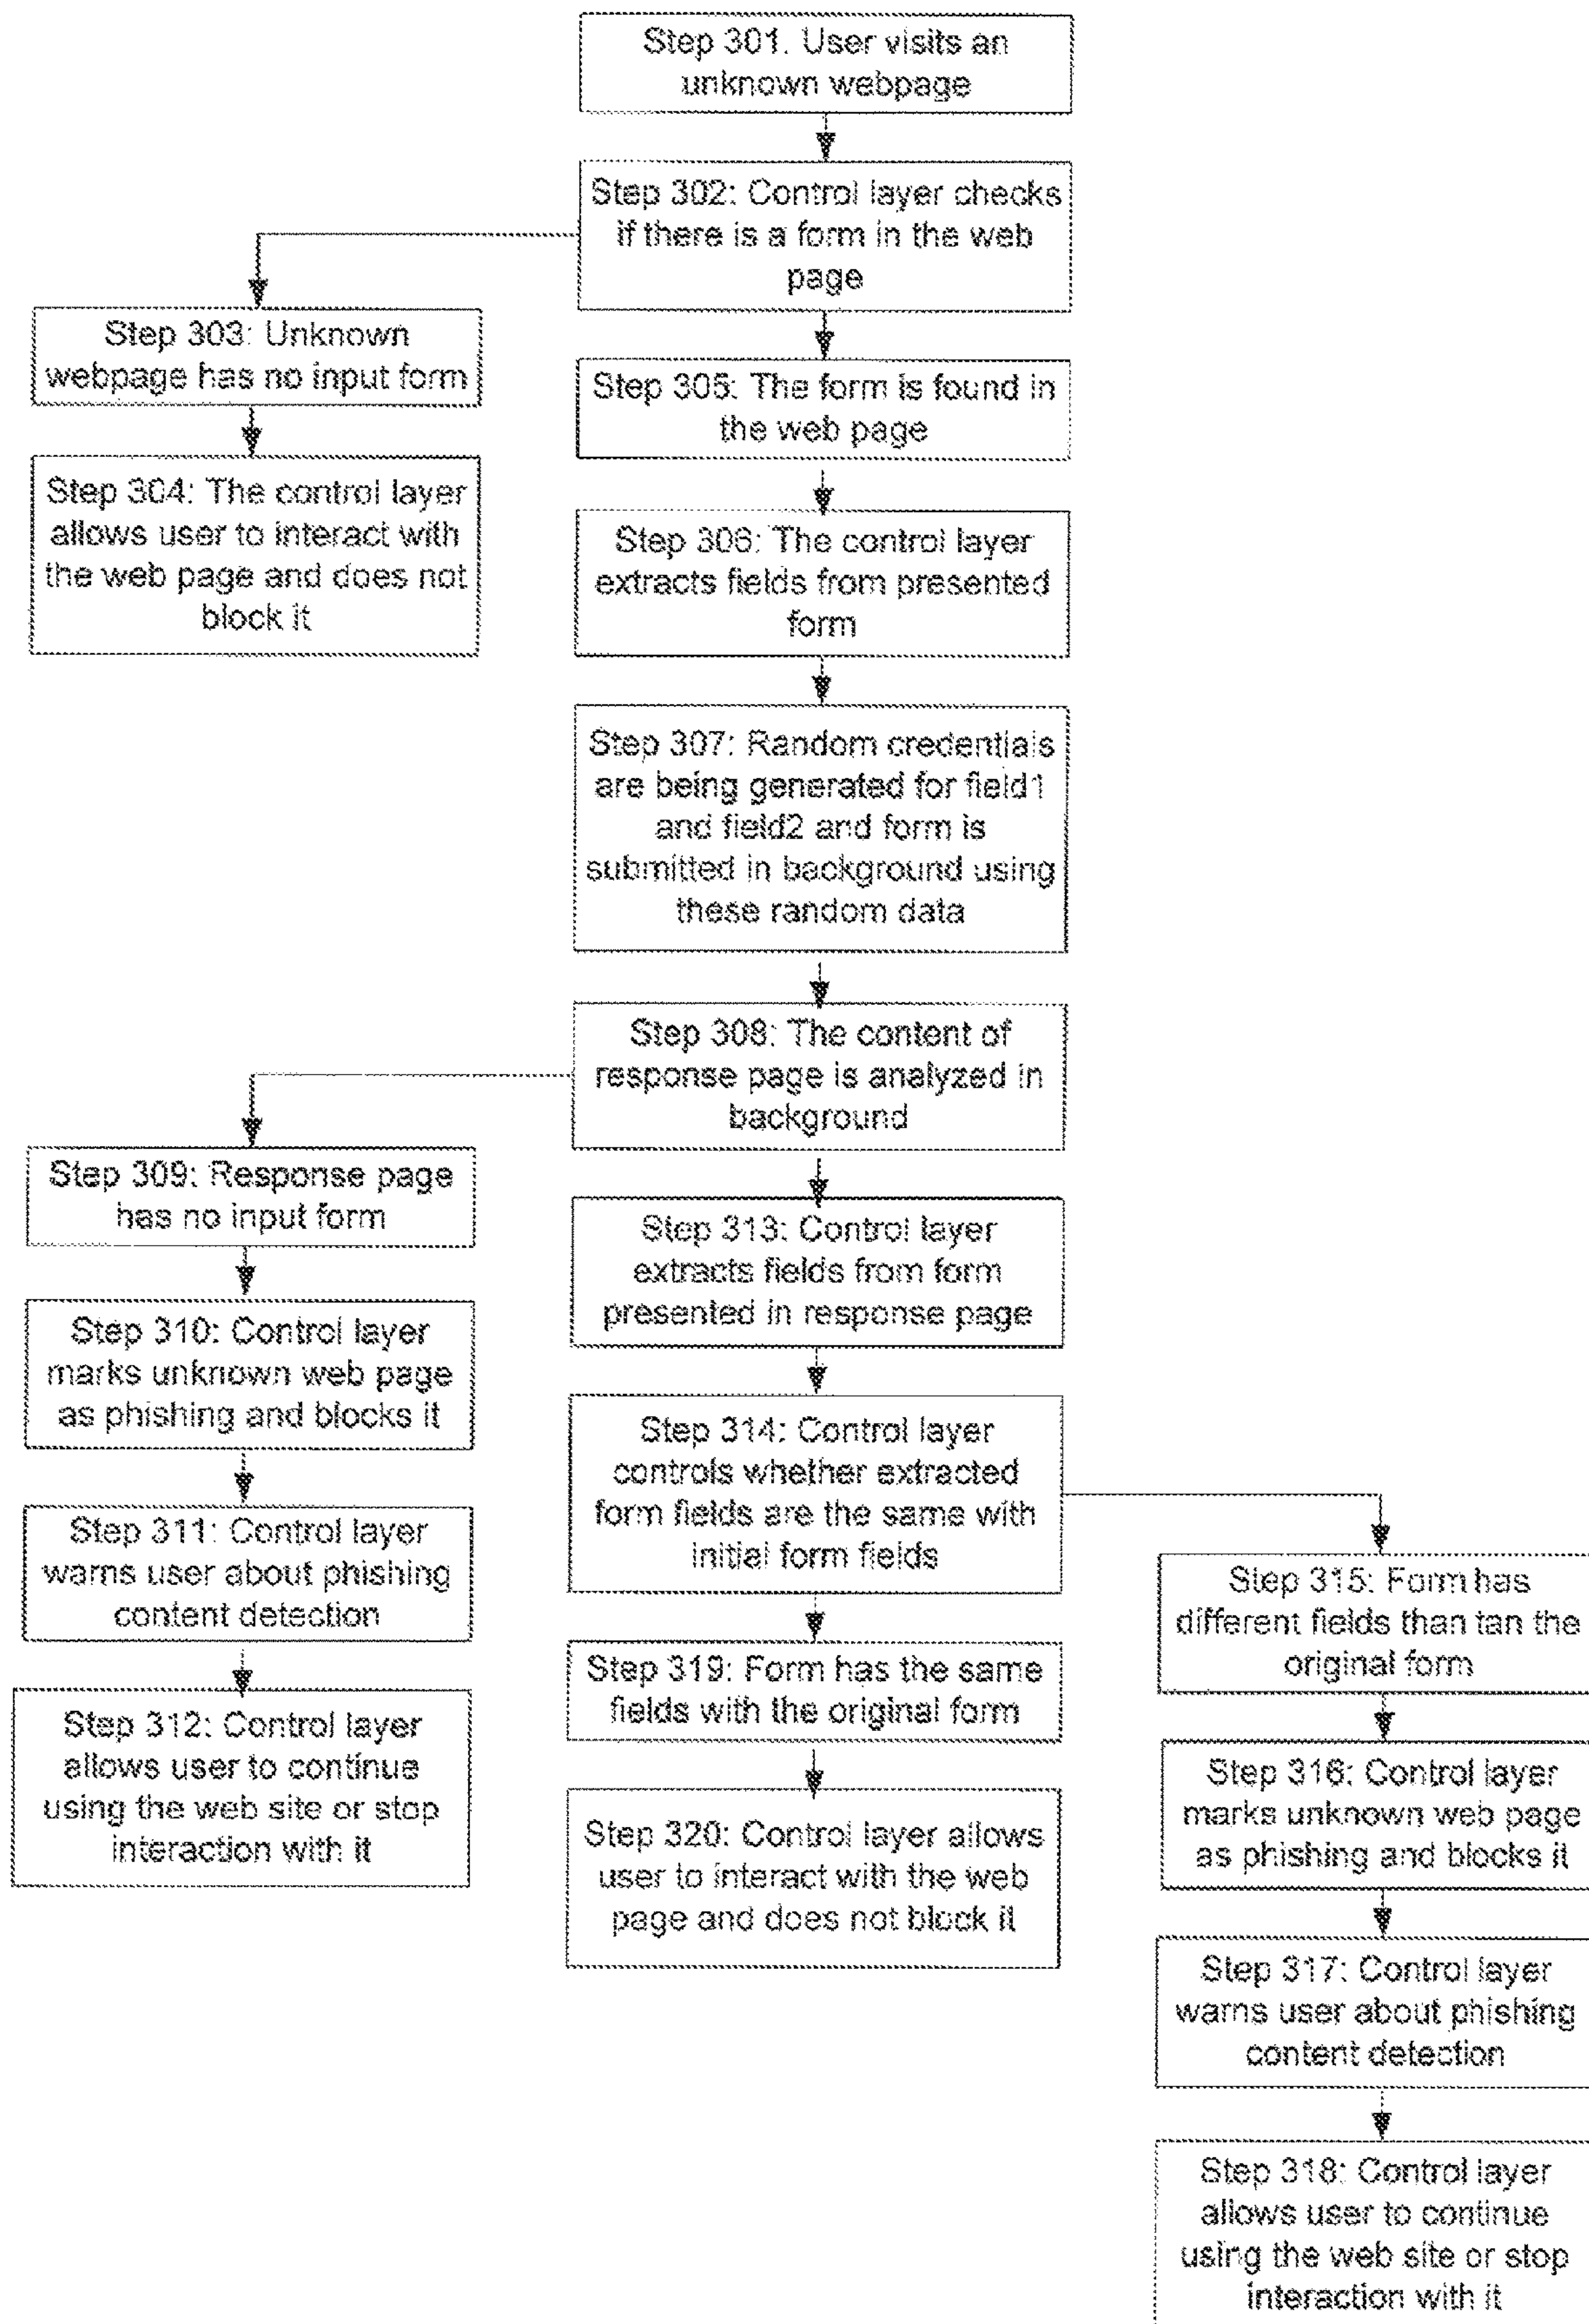 Step 301. User visits an
unknown webpage
Step 302: Control layer checks
if there is a form in the web
page
Step 303: Unknown
webpage has no input form
Step 304: The control layer
allows user to interact with
the web page and does not
block it
Step 305: The form is found in
the web page
Step 306: The control layer
extracts fields from presented
form
Step 307: Random credentials
are being generated for field1
and field2 and form is
submitted in background using
these random data
Step 308: The content of
response page is analyzed in
background
Step 309: Response page
has no input form
Step 310: Control layer
marks unknown web page
as phishing and blocks it
Step 311: Control layer
warns user about phishing
content detection
Step 312: Control layer
allows user to continue
using the web site or stop
interaction with it
Step 313: Control layer
extracts fields from form
presented in response page
Step 314: Control layer
controls whether extracted
form fields are the same with
initial form fields
Step 315: Form has
different fields than tan the
original form
Step 316: Control layer
marks unknown web page
as phishing and blocks it
Step 317: Control layer
warns user about phishing
content detection
Step 318: Control layer
allows user to continue
using the web site or stop
interaction with it
Step 319: Form has the same
fields with the original form
Step 320: Control layer allows
user to interact with the web
page and does not block it